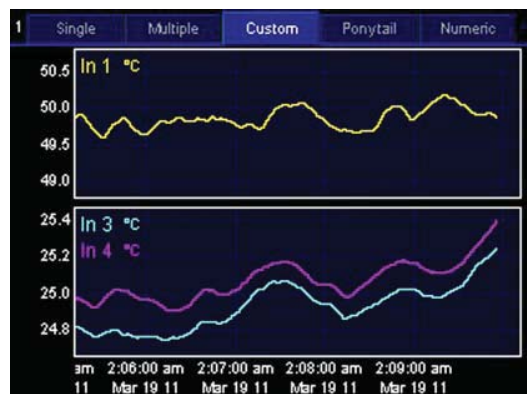 1 Single Multiple Custom Ponytail Numeric
In 1 °C
50.5
50.0
49.5
49.0
In 3 °C
In 4 °C
25.4
25.2
25.0
24.8
am 2:06:00 am 2:07:00 am 2:08:00 am 2:09:00 am
11 Mar 19 11 Mar 19 11 Mar 19 11 Mar 19 11